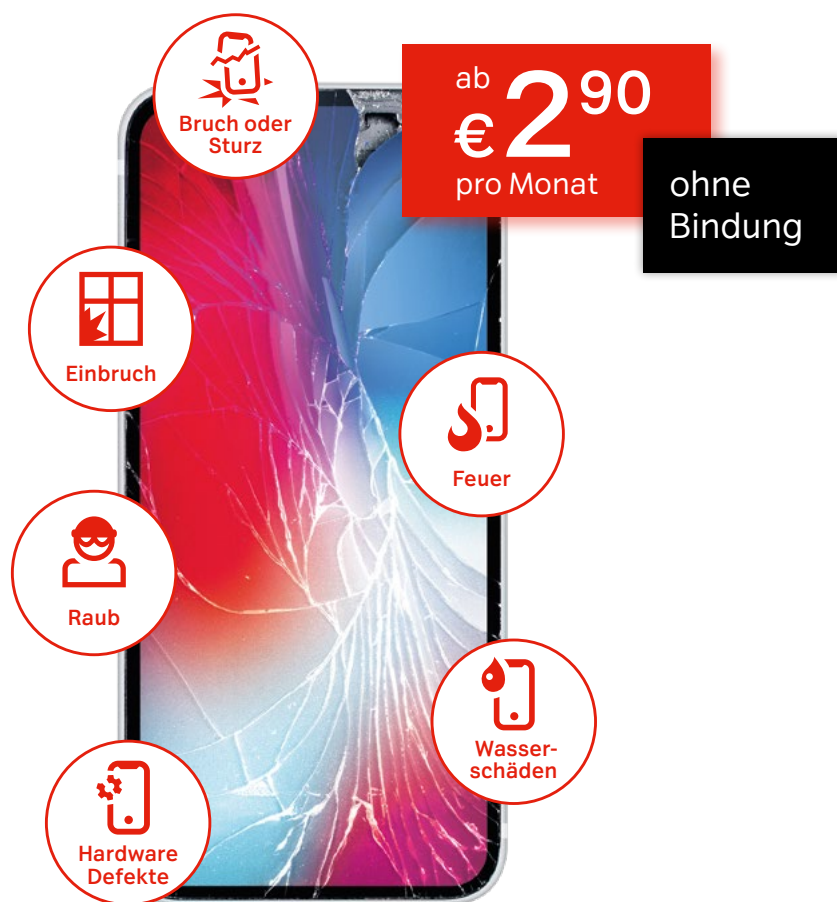 Bruch oder
Sturz
ab
€ 2 90
pro Monat
ohne
Bindung
Einbruch
Feuer
Raub
Wasser-
schäden
Hardware
Defekte